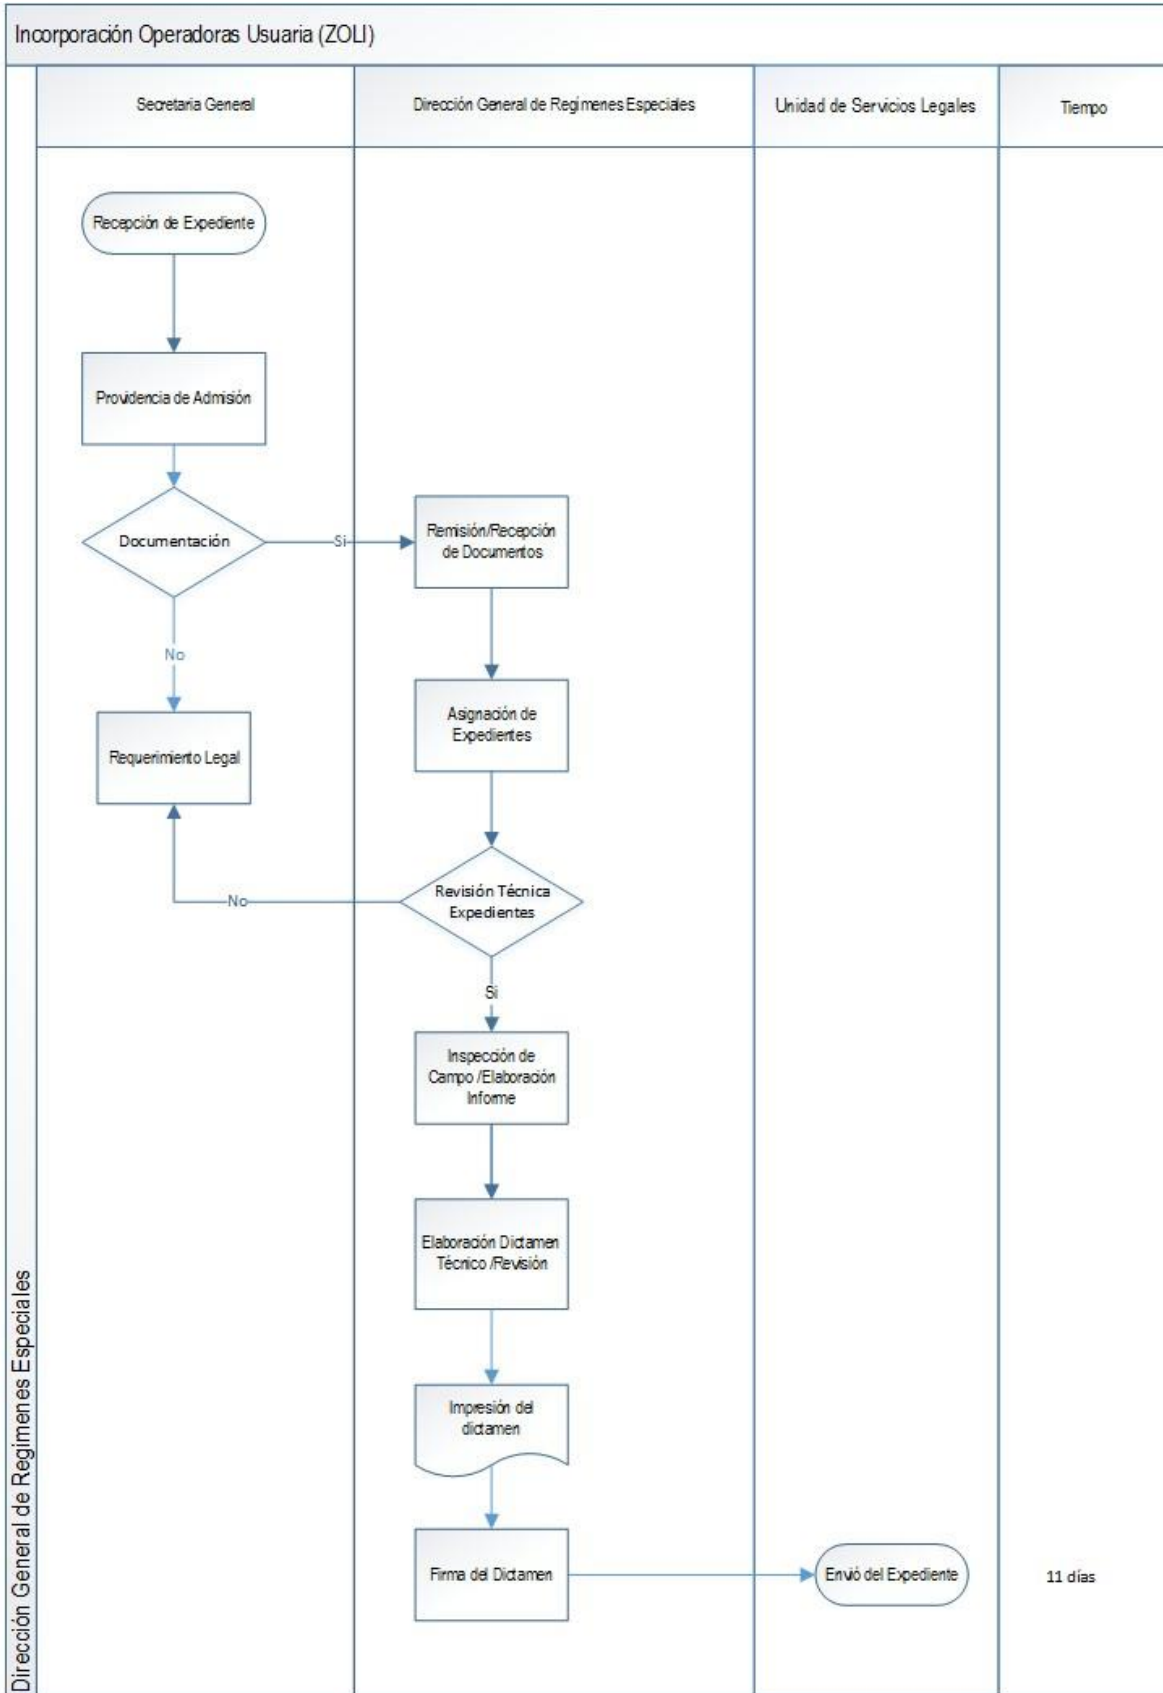 Incorporación Operadoras Usuaria (ZOLI)
Secretaria General
Dirección General de Regímenes Especiales
Unidad de Servicios Legales
Tiempo
Recepción de Expediente
Providencia de Admisión
Documentación
Si
Remisión/Recepción
de Documentos
No
Requerimiento Legal
Asignación de
Expedientes
Revisión Técnica
Expedientes
No
Si
Inspección de
Campo /Elaboración
Informe
Elaboración Dictamen
Técnico /Revisión
Impresión del
dictamen
Firma del Dictamen
Envió del Expediente
11 días
Dirección General de Regimenes Especiales